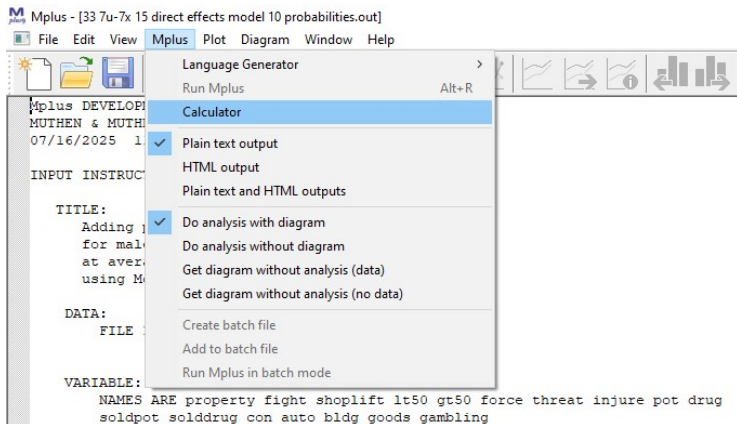 Mplus - [33 7u-7x 15 direct effects model 10 probabilities.out]
File Edit View Mplus Plot Diagram Window Help
Language Generator
Run Mplus Alt+R
Calculator
Plain text output
HTML output
Plain text and HTML outputs
Do analysis with diagram
Do analysis without diagram
Get diagram without analysis (data)
Get diagram without analysis (no data)
Create batch file
Add to batch file
Run Mplus in batch mode
Mplus DEVELOP
MUTHEN & MUTH
07/16/2025 1
INPUT INSTRUC
TITLE:
Adding
for mal
at aver
using M
DATA:
FILE
VARIABLE:
NAMES ARE property fight shoplift lt50 gt50 force threat injure pot drug
soldpot solddrug con auto bldg goods gambling